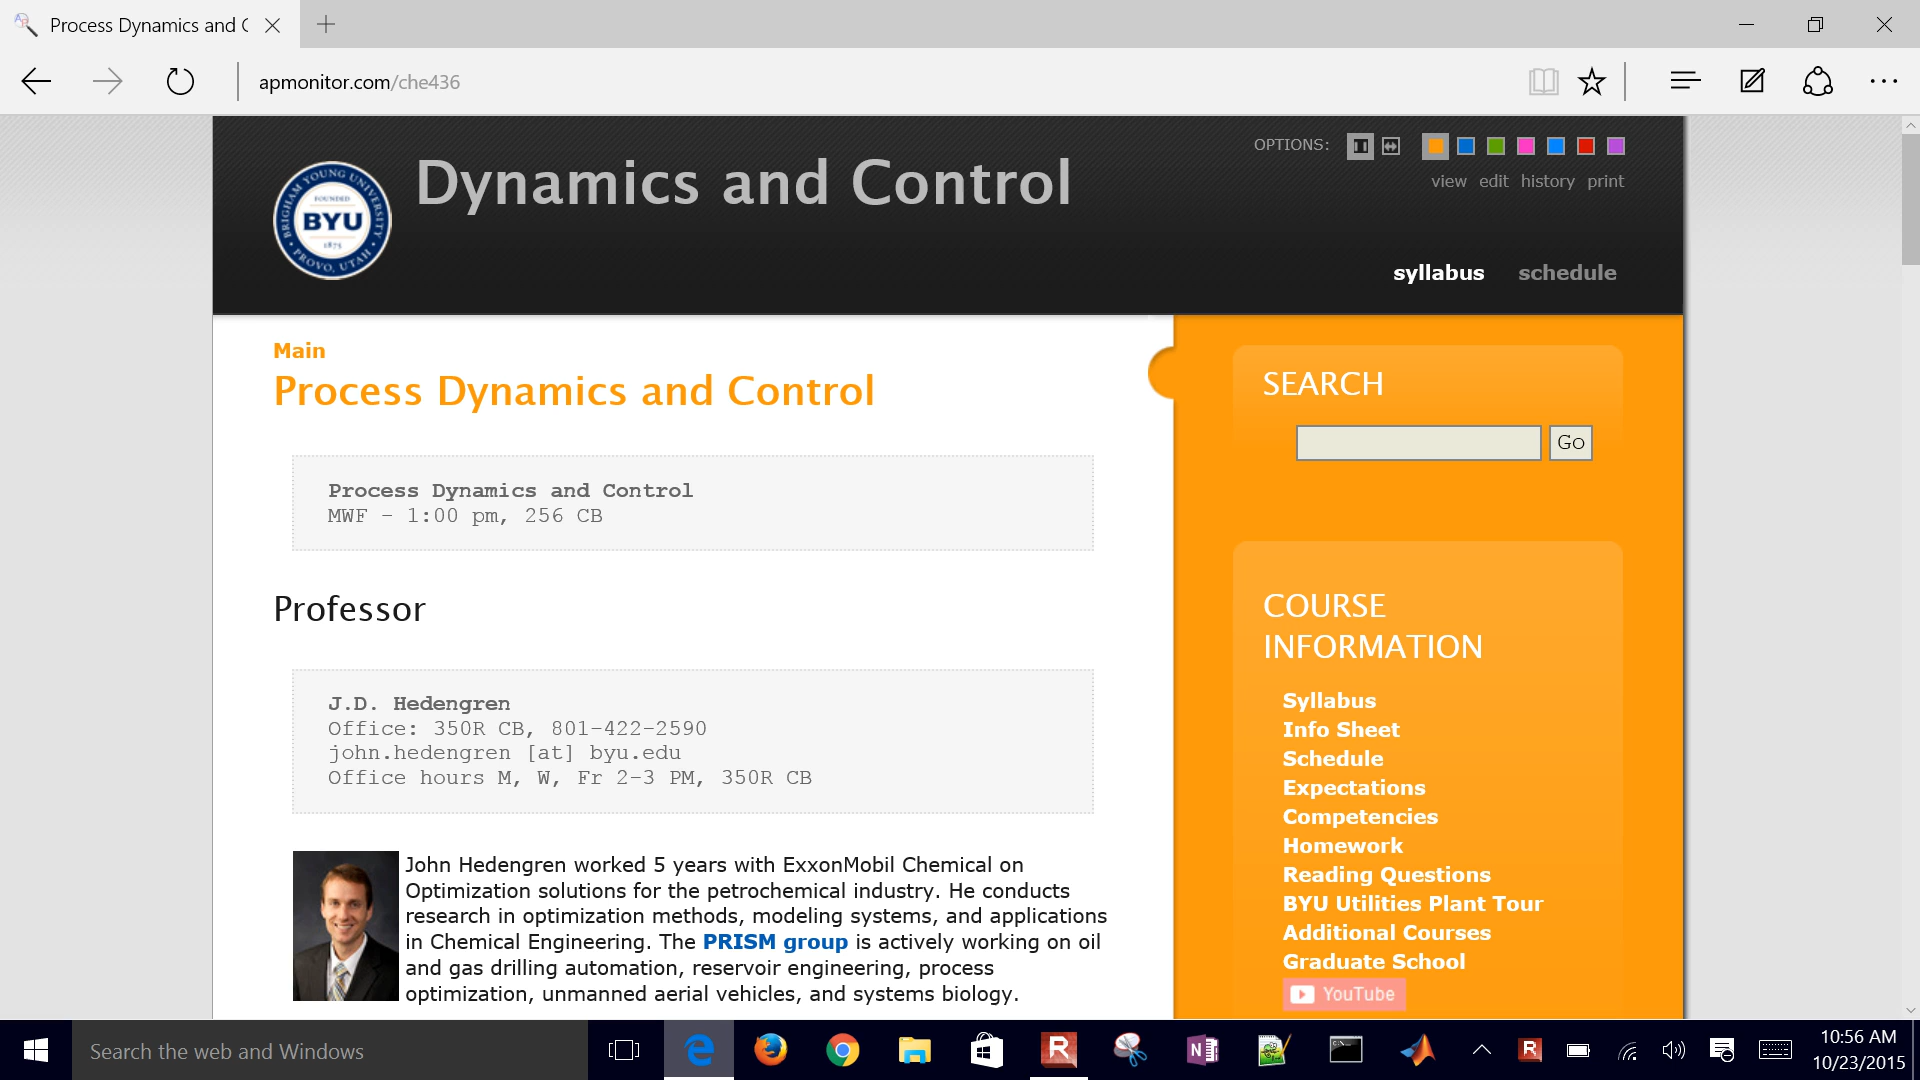 Process Dynamics and C
apmonitor.com/che436
OPTIONS:
view edit history print
BRIGHAM YOUNG UNIVERSITY
FOUNDED
BYU
1875
PROVO, UTAH
Dynamics and Control
syllabus schedule
Main
Process Dynamics and Control
Process Dynamics and Control
MWF - 1:00 pm, 256 CB
Professor
J.D. Hedengren
Office: 350R CB, 801-422-2590
john.hedengren [at] byu.edu
Office hours M, W, Fr 2-3 PM, 350R CB
John Hedengren worked 5 years with ExxonMobil Chemical on
Optimization solutions for the petrochemical industry. He conducts
research in optimization methods, modeling systems, and applications
in Chemical Engineering. The PRISM group is actively working on oil
and gas drilling automation, reservoir engineering, process
optimization, unmanned aerial vehicles, and systems biology.
SEARCH
Go
COURSE
INFORMATION
Syllabus
Info Sheet
Schedule
Expectations
Competencies
Homework
Reading Questions
BYU Utilities Plant Tour
Additional Courses
Graduate School
YouTube
Search the web and Windows
10:56 AM
10/23/2015